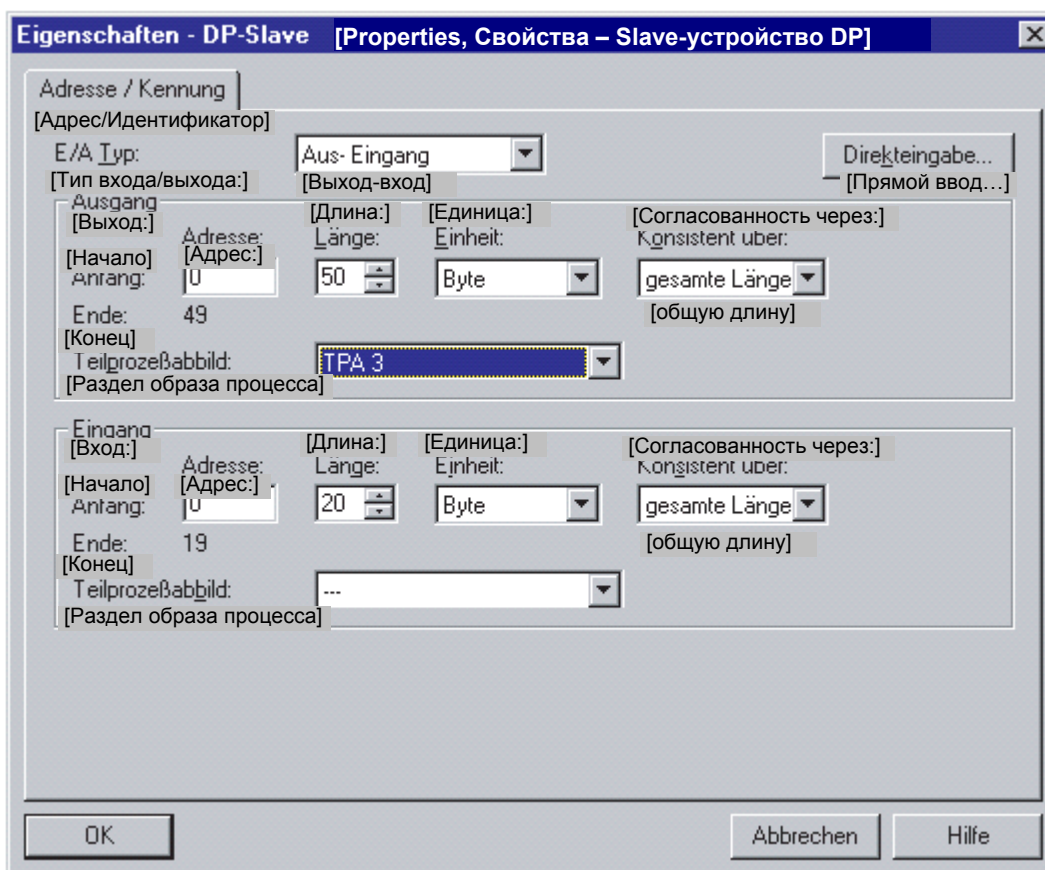 Eigenschaften - DP-Slave [Properties, Свойства – Slave-устройство DP]
Adresse / Kennung
[Адрес/Идентификатор]
E/A Typ: Aus- Eingang Direkteingabe...
[Тип входа/выхода:] [Выход-вход] [Прямой ввод…]
Ausgang
[Выход:] [Длина:] [Единица:] [Согласованность через:]
Adresse: Länge: Einheit: Konsistent über:
[Начало] [Адрес:]
Anfang: 0 50 Byte gesamte Länge
Ende: 49 [общую длину]
[Конец]
Teilprozeßabbild: TPA 3
[Раздел образа процесса]
Eingang
[Вход:] [Длина:] [Единица:] [Согласованность через:]
Adresse: Länge: Einheit: Konsistent über:
[Начало] [Адрес:]
Anfang: 0 20 Byte gesamte Länge
Ende: 19 [общую длину]
[Конец]
Teilprozeßabbild: ---
[Раздел образа процесса]
OK Abbrechen Hilfe